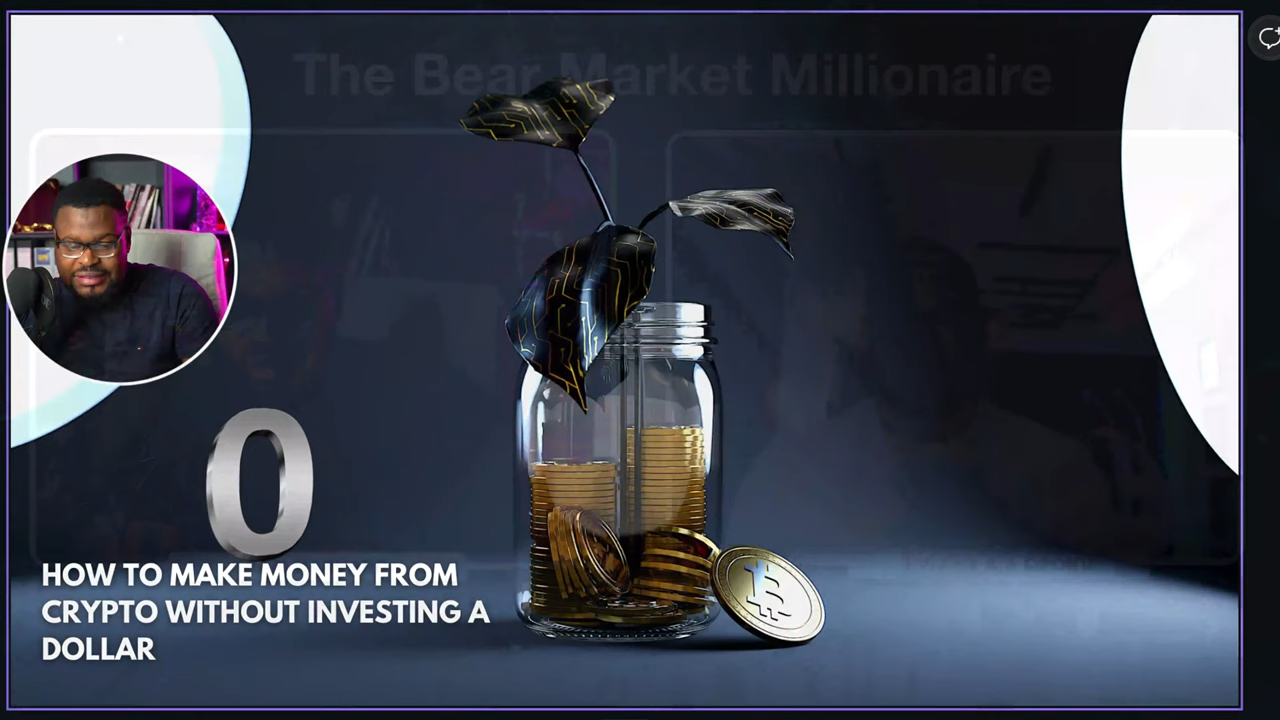 The Bear Market Millionaire
0
HOW TO MAKE MONEY FROM
CRYPTO WITHOUT INVESTING A
DOLLAR